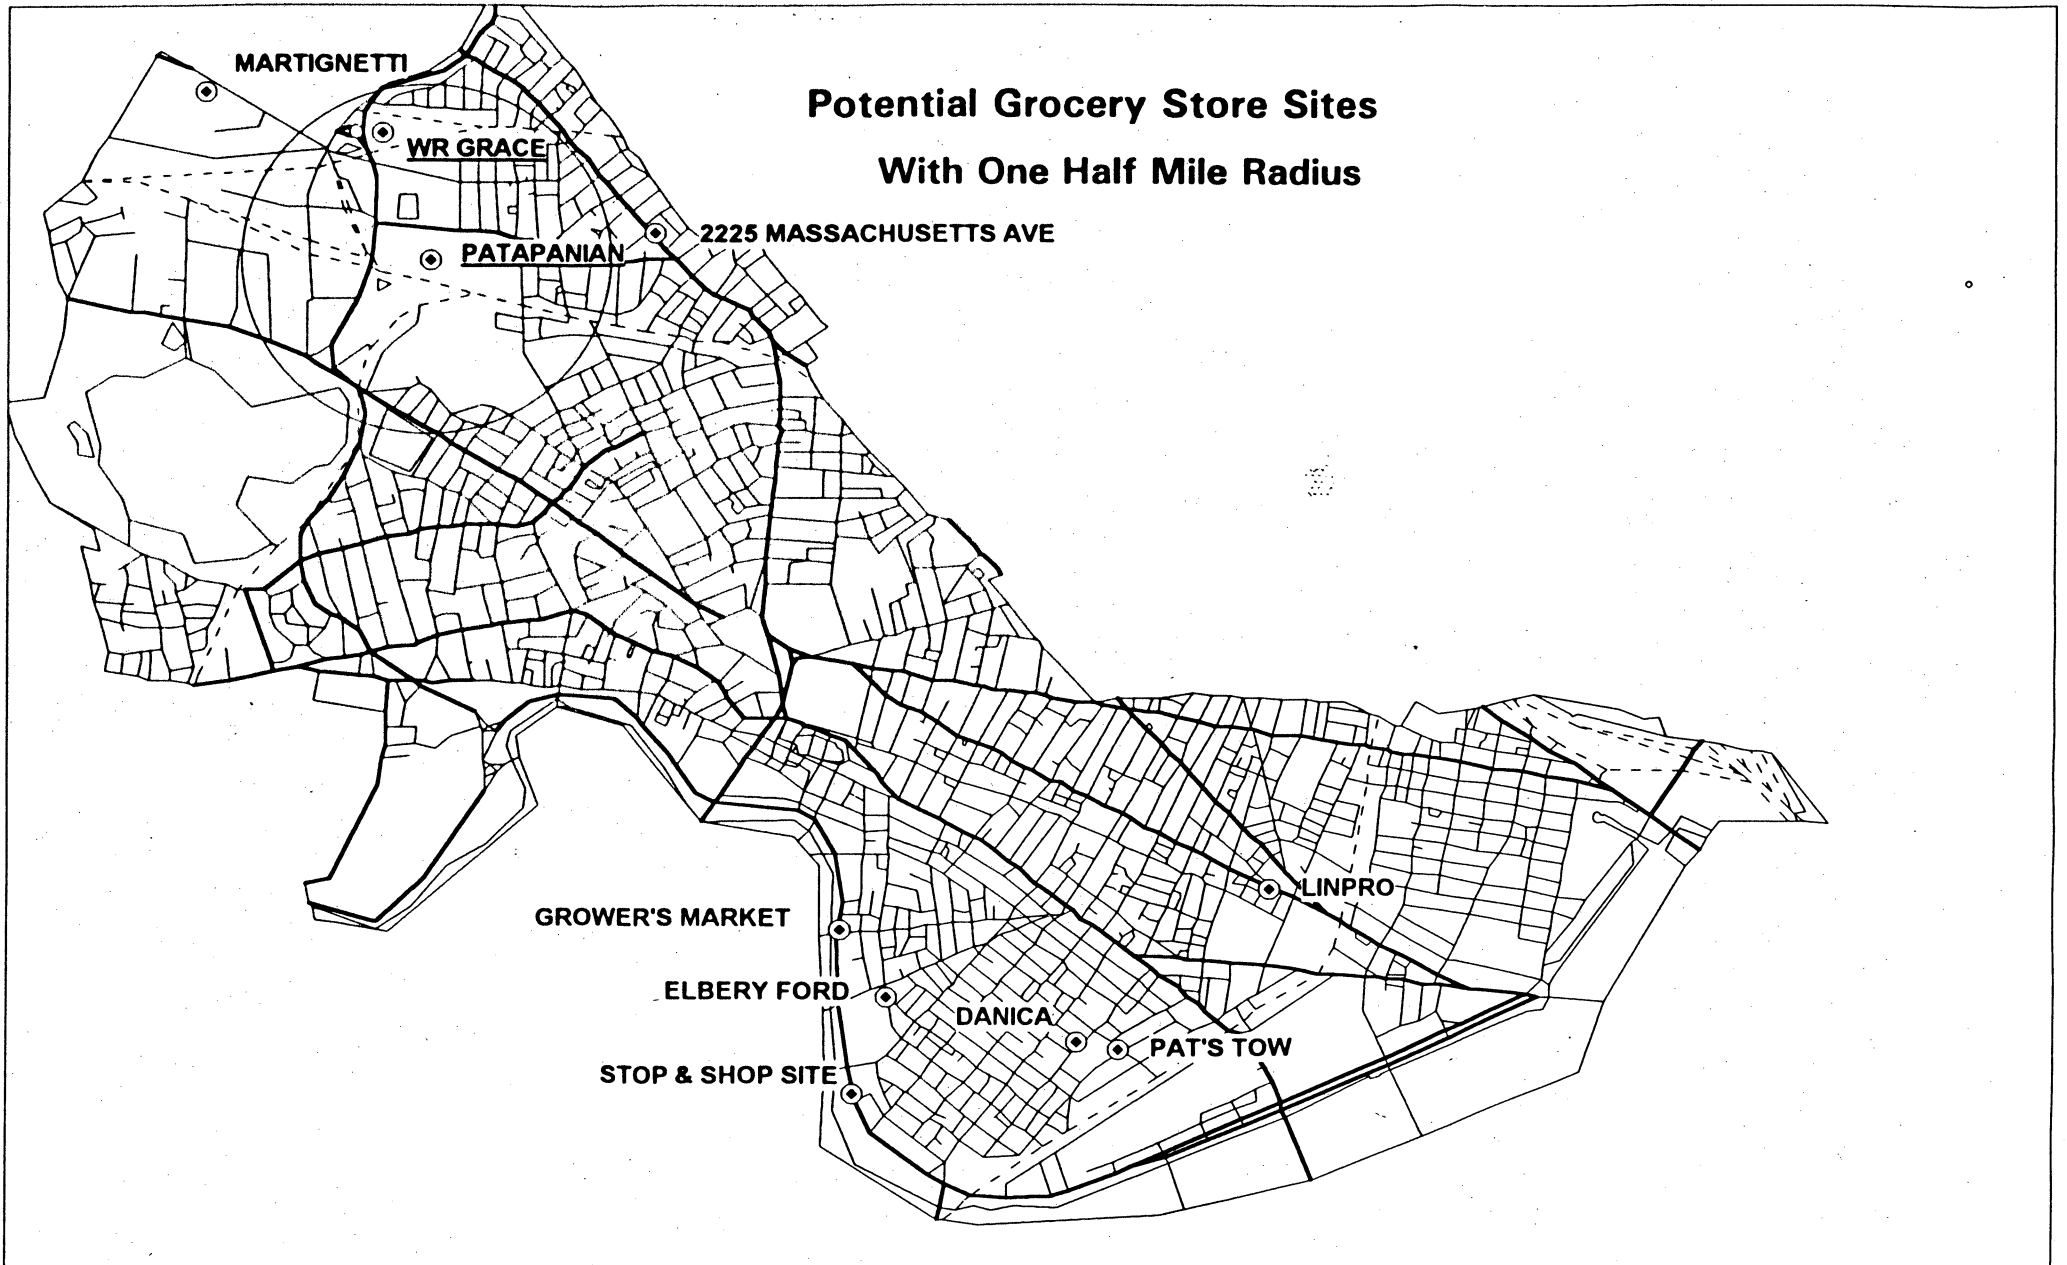 Potential Grocery Store Sites
With One Half Mile Radius
MARTIGNETTI
WR GRACE
2225 MASSACHUSETTS AVE
PATAPANIAN
LINPRO
GROWER'S MARKET
ELBERY FORD
DANICA
PAT'S TOW
STOP & SHOP SITE